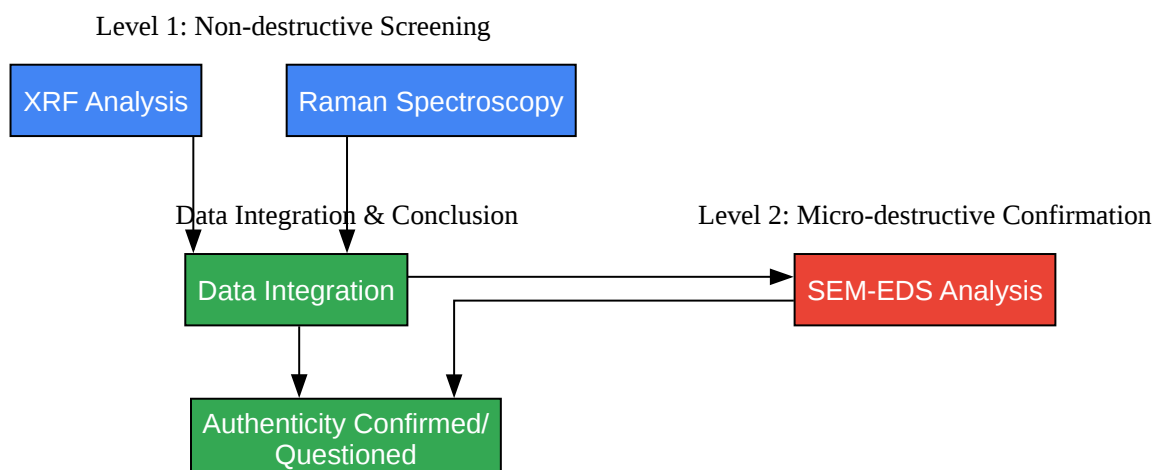 Level 1: Non-destructive Screening
XRF Analysis
Raman Spectroscopy
Data Integration & Conclusion
Level 2: Micro-destructive Confirmation
Data Integration
SEM-EDS Analysis
Authenticity Confirmed/
Questioned